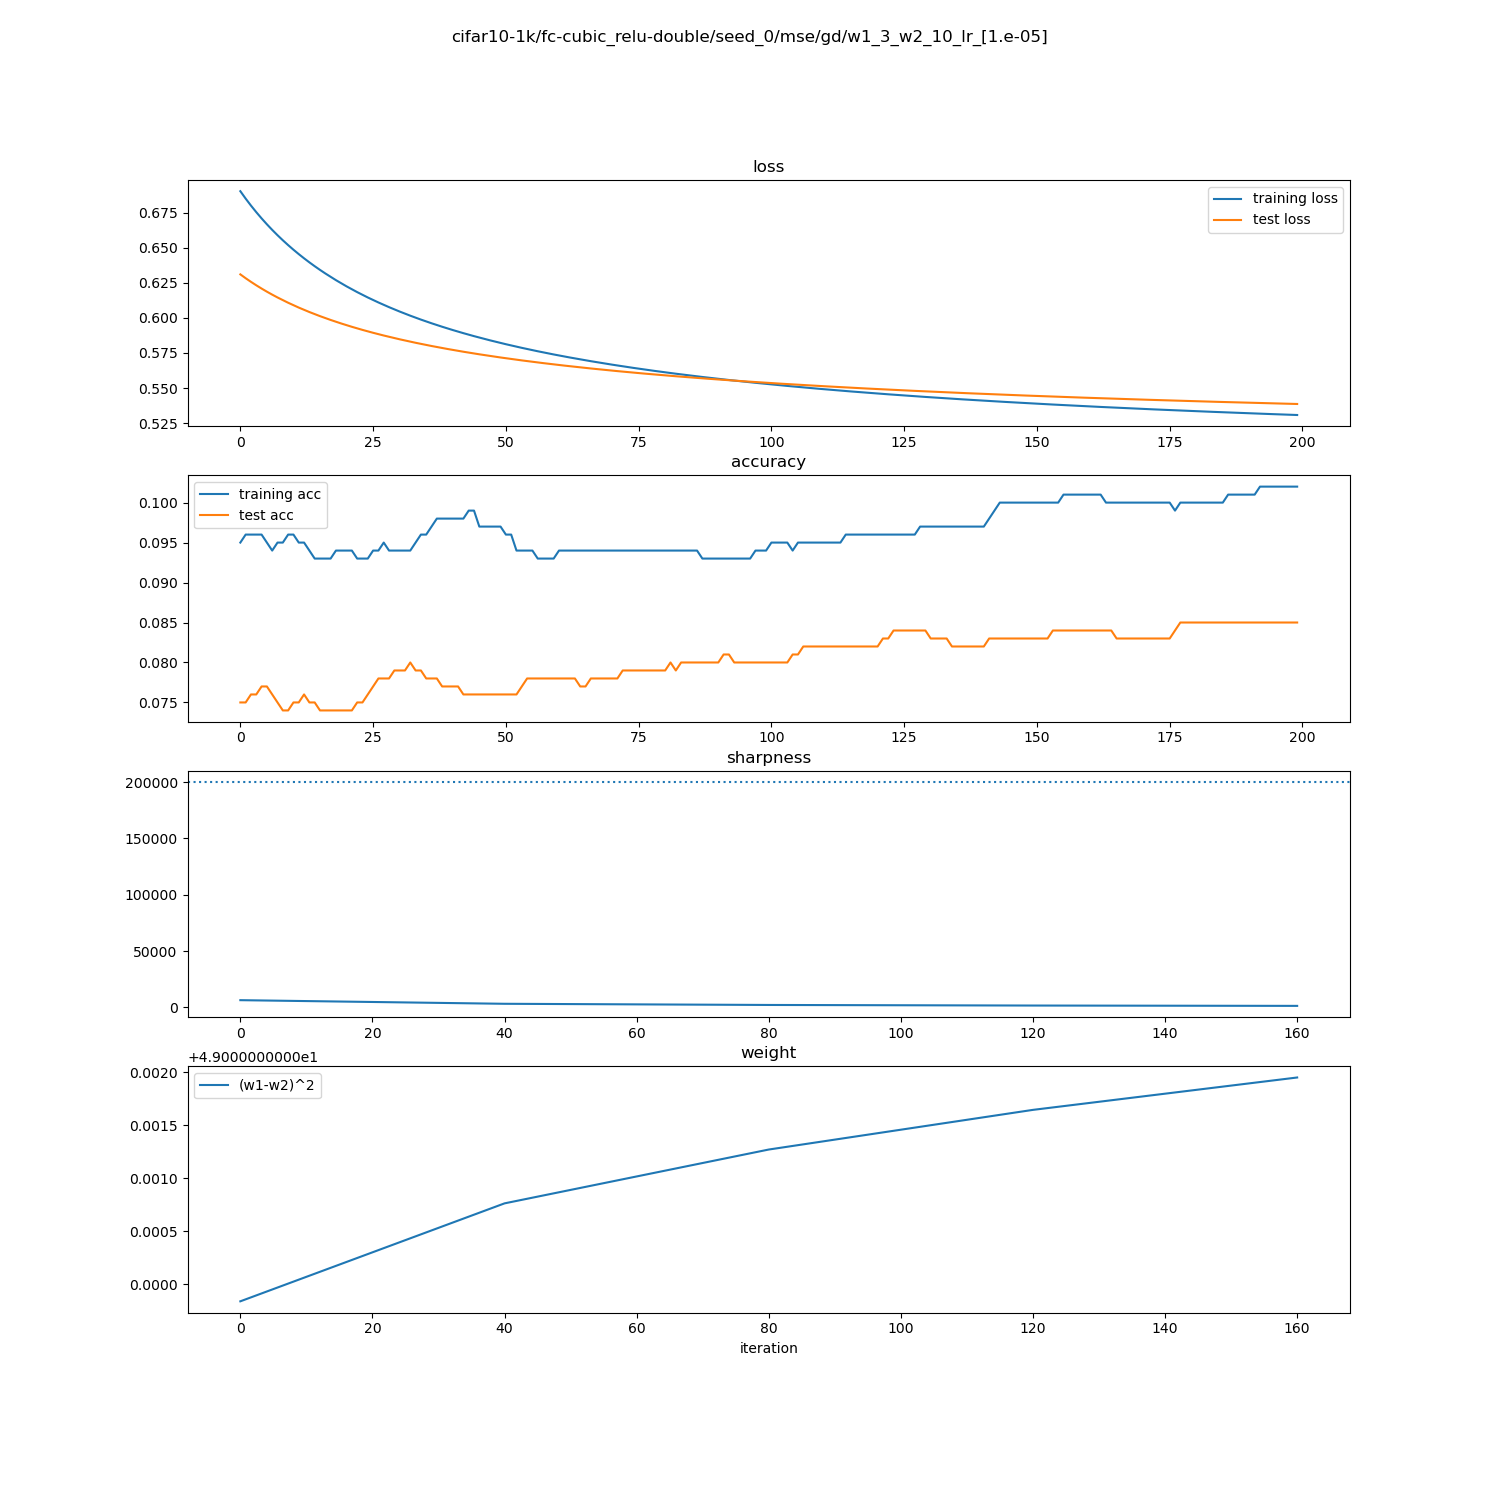 cifar10-1k/fc-cubic_relu-double/seed_0/mse/gd/w1_3_w2_10_lr_[1.e-05]
loss
0.675
0.650
0.625
0.600
0.575
0.550
0.525
training loss
test loss
0 25 50 75 100 125 150 175 200
accuracy
0.100
0.095
0.090
0.085
0.080
0.075
training acc
test acc
0 25 50 75 100 125 150 175 200
sharpness
200000
150000
100000
50000
0
0 20 40 60 80 100 120 140 160
+4.9000000000e1
weight
0.0020
0.0015
0.0010
0.0005
0.0000
(w1-w2)^2
0 20 40 60 80 100 120 140 160
iteration